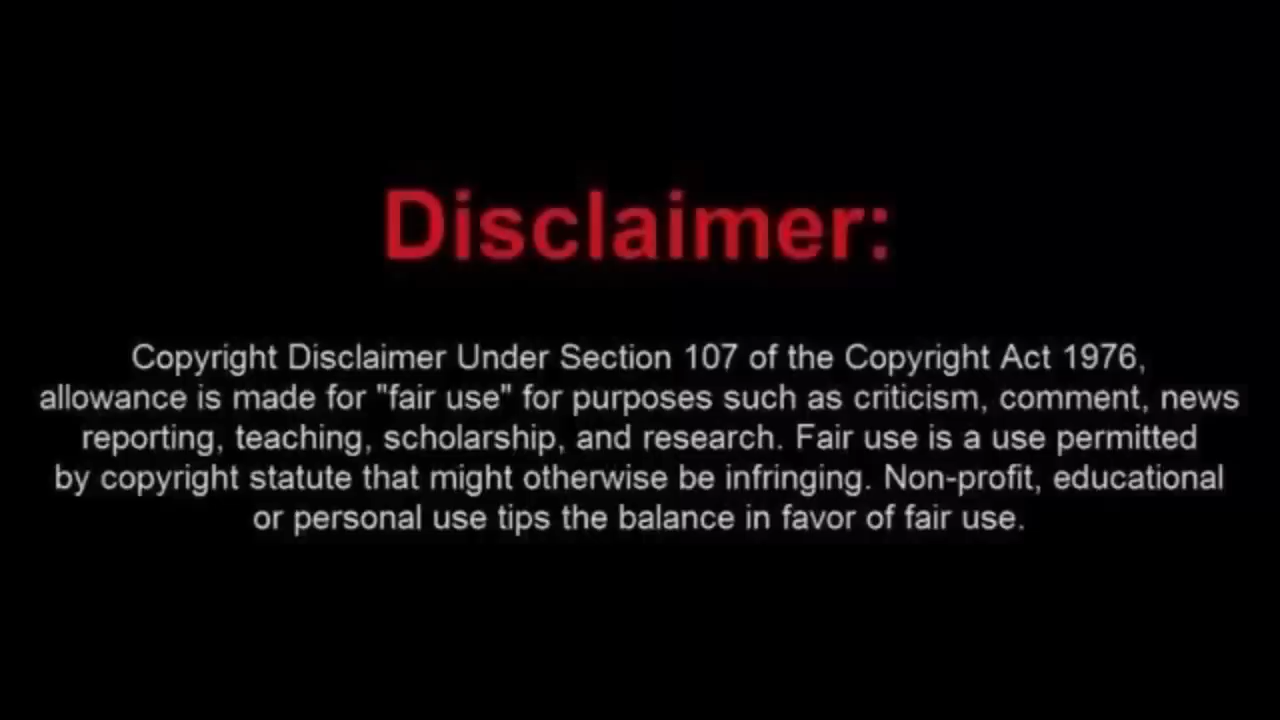 Disclaimer:
Copyright Disclaimer Under Section 107 of the Copyright Act 1976,
allowance is made for "fair use" for purposes such as criticism, comment, news
reporting, teaching, scholarship, and research. Fair use is a use permitted
by copyright statute that might otherwise be infringing. Non-profit, educational
or personal use tips the balance in favor of fair use.